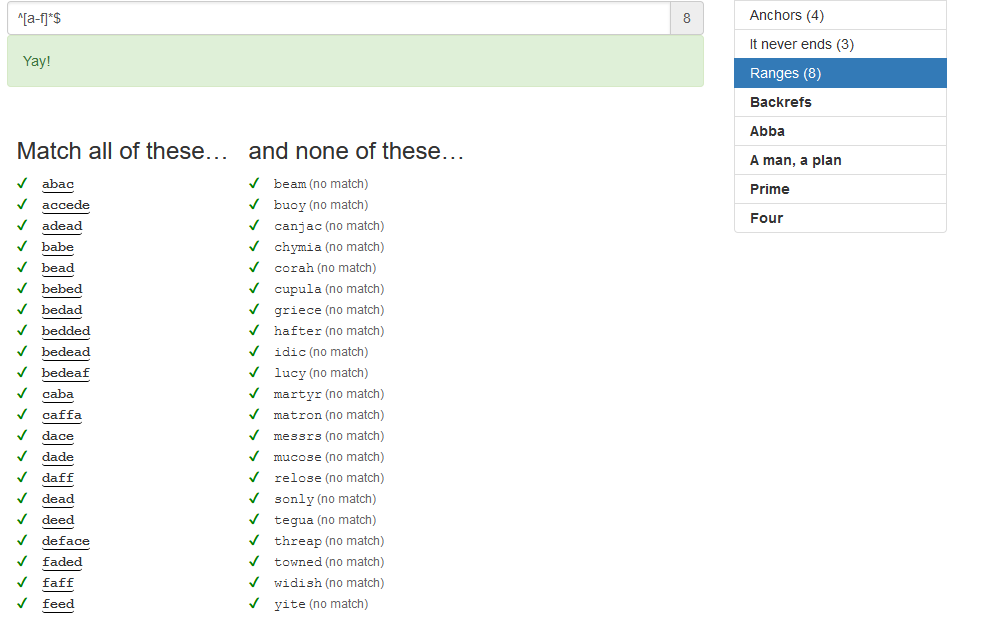 ^[a-f]*$ 8
Yay!
Match all of these… and none of these…
abac beam (no match)
accede buoy (no match)
adead canjac (no match)
babe chymia (no match)
bead corah (no match)
bebed cupula (no match)
bedad griece (no match)
bedded hafter (no match)
bedead idic (no match)
bedeaf lucy (no match)
caba martyr (no match)
caffa matron (no match)
dace messrs (no match)
dade mucose (no match)
daff relose (no match)
dead sonly (no match)
deed tegua (no match)
deface threap (no match)
faded towned (no match)
faff widish (no match)
feed yite (no match)
Anchors (4)
It never ends (3)
Ranges (8)
Backrefs
Abba
A man, a plan
Prime
Four